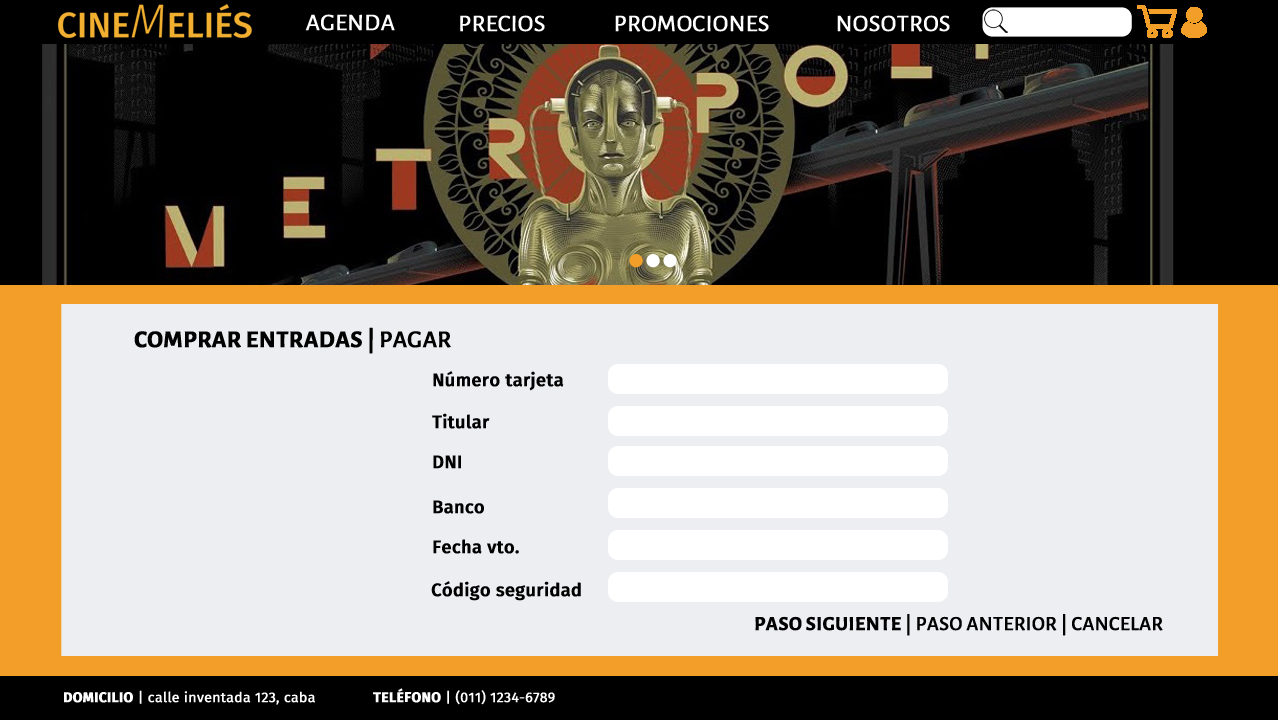 CINEMELIÉS AGENDA PRECIOS PROMOCIONES NOSOTROS
METROPOLI
COMPRAR ENTRADAS | PAGAR
Número tarjeta
Titular
DNI
Banco
Fecha vto.
Código seguridad
PASO SIGUIENTE | PASO ANTERIOR | CANCELAR
DOMICILIO | calle inventada 123, caba TELÉFONO | (011) 1234-6789